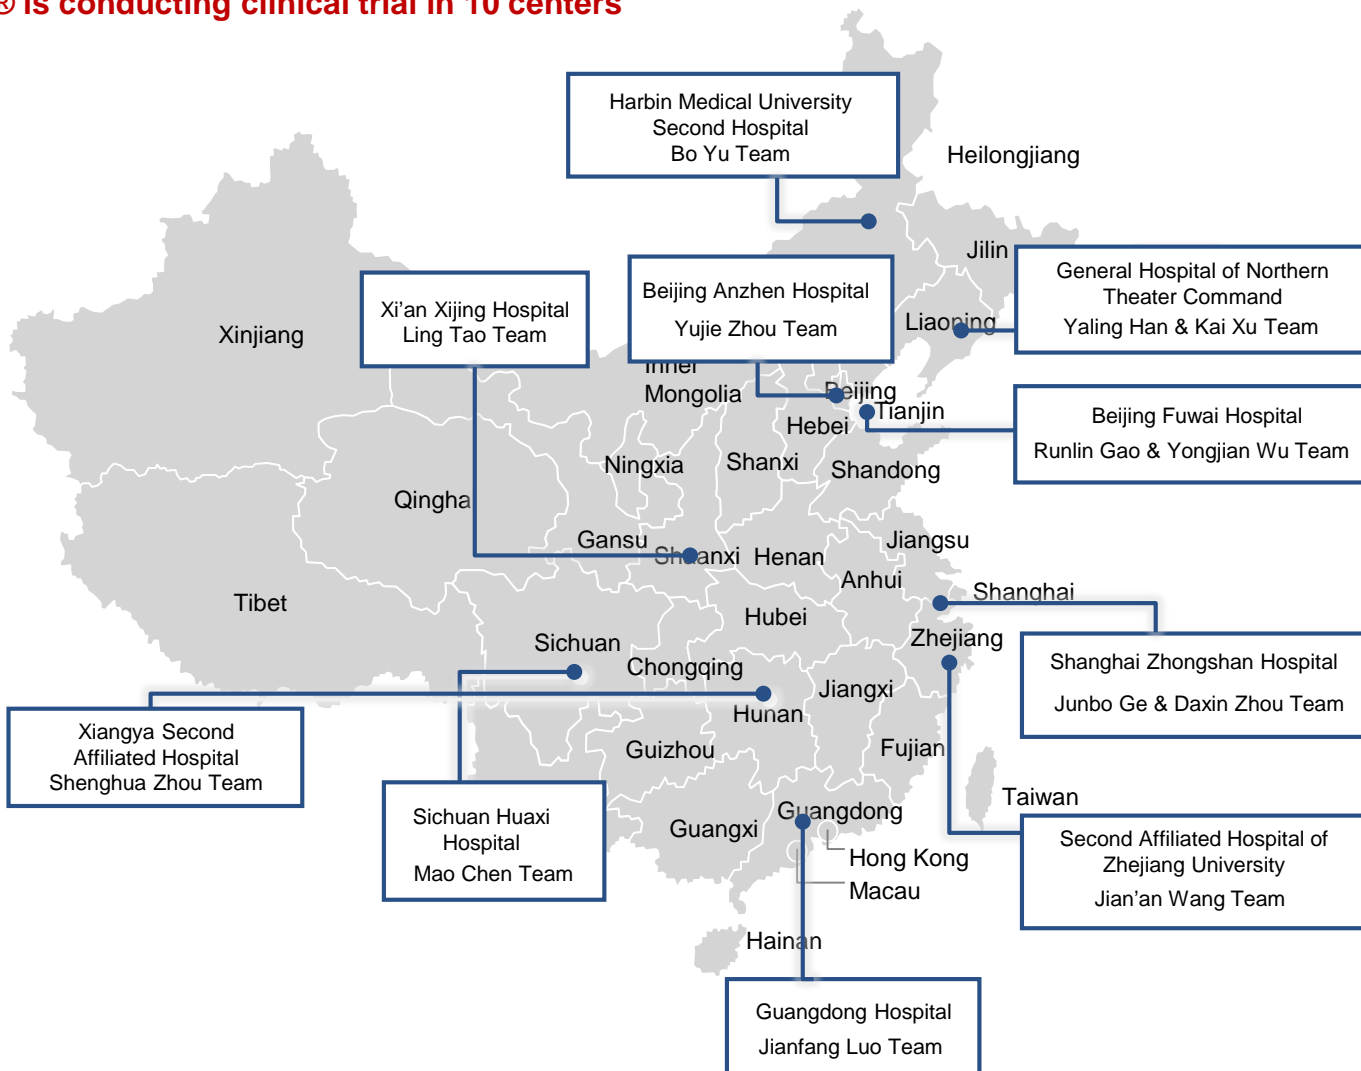 ® is conducting clinical trial in 10 centers
Harbin Medical University
Second Hospital
Bo Yu Team
Heilongjiang
Jilin
General Hospital of Northern
Theater Command
Yaling Han & Kai Xu Team
Liaoning
Beijing Anzhen Hospital
Yujie Zhou Team
Xi’an Xijing Hospital
Ling Tao Team
Xinjiang
Inner
Mongolia
Beijing
Tianjin
Hebei
Beijing Fuwai Hospital
Runlin Gao & Yongjian Wu Team
Ningxia
Shanxi
Shandong
Qingha
Gansu
Shaanxi
Henan
Jiangsu
Anhui
Shanghai
Tibet
Hubei
Zhejiang
Sichuan
Chongqing
Jiangxi
Hunan
Shanghai Zhongshan Hospital
Junbo Ge & Daxin Zhou Team
Xiangya Second
Affiliated Hospital
Shenghua Zhou Team
Guizhou
Fujian
Taiwan
Sichuan Huaxi
Hospital
Mao Chen Team
Guangxi
Guangdong
Hong Kong
Macau
Second Affiliated Hospital of
Zhejiang University
Jian’an Wang Team
Hainan
Guangdong Hospital
Jianfang Luo Team